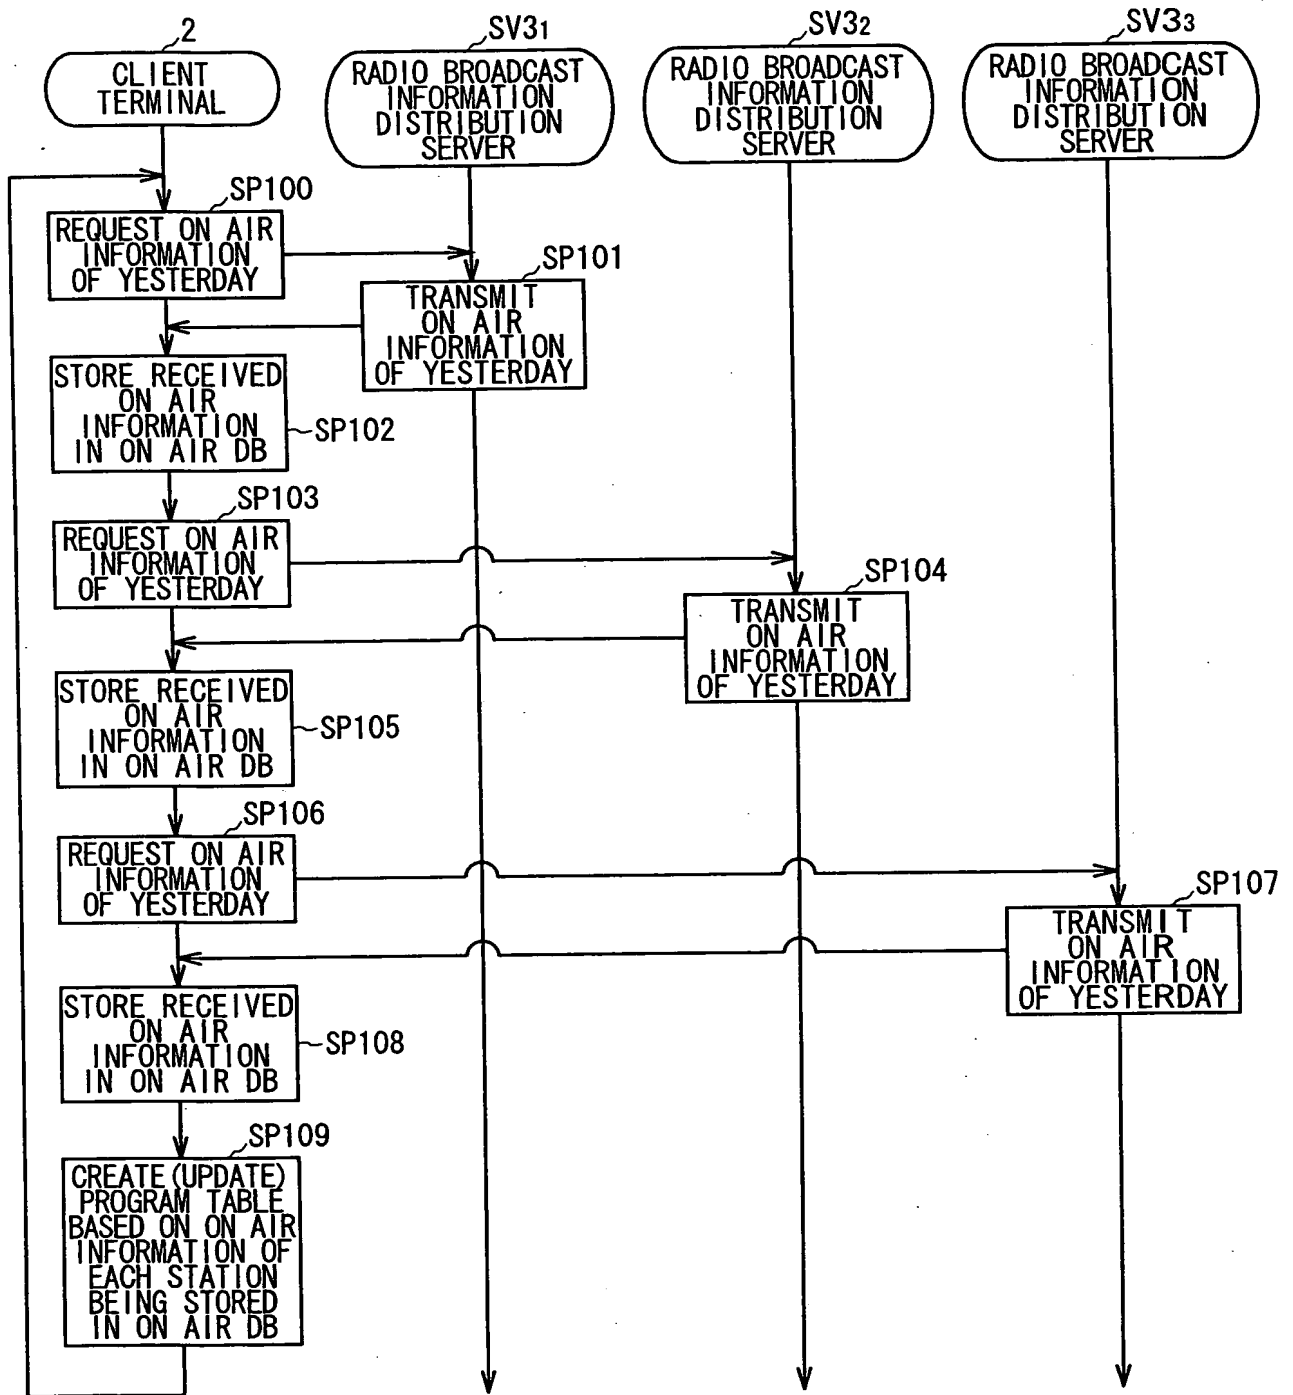 2
CLIENT
TERMINAL
SV31
RADIO BROADCAST
INFORMATION
DISTRIBUTION
SERVER
SV32
RADIO BROADCAST
INFORMATION
DISTRIBUTION
SERVER
SV33
RADIO BROADCAST
INFORMATION
DISTRIBUTION
SERVER
SP100
REQUEST ON AIR
INFORMATION
OF YESTERDAY
SP101
TRANSMIT
ON AIR
INFORMATION
OF YESTERDAY
STORE RECEIVED
ON AIR
INFORMATION
IN ON AIR DB
SP102
SP103
REQUEST ON AIR
INFORMATION
OF YESTERDAY
SP104
TRANSMIT
ON AIR
INFORMATION
OF YESTERDAY
STORE RECEIVED
ON AIR
INFORMATION
IN ON AIR DB
SP105
SP106
REQUEST ON AIR
INFORMATION
OF YESTERDAY
SP107
TRANSMIT
ON AIR
INFORMATION
OF YESTERDAY
STORE RECEIVED
ON AIR
INFORMATION
IN ON AIR DB
SP108
SP109
CREATE(UPDATE)
PROGRAM TABLE
BASED ON ON AIR
INFORMATION OF
EACH STATION
BEING STORED
IN ON AIR DB